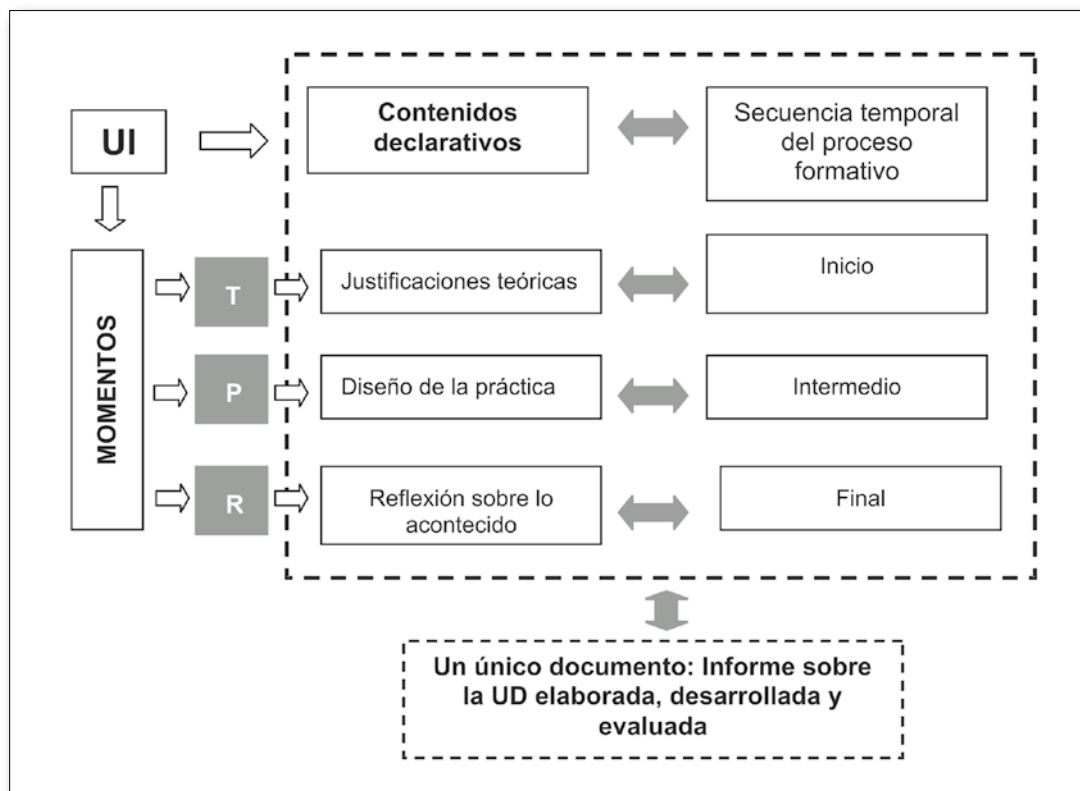 UI
Contenidos
declarativos
Secuencia temporal
del proceso
formativo
MOMENTOS
T
Justificaciones teóricas
Inicio
P
Diseño de la práctica
Intermedio
R
Reflexión sobre lo
acontecido
Final
Un único documento: Informe sobre
la UD elaborada, desarrollada y
evaluada